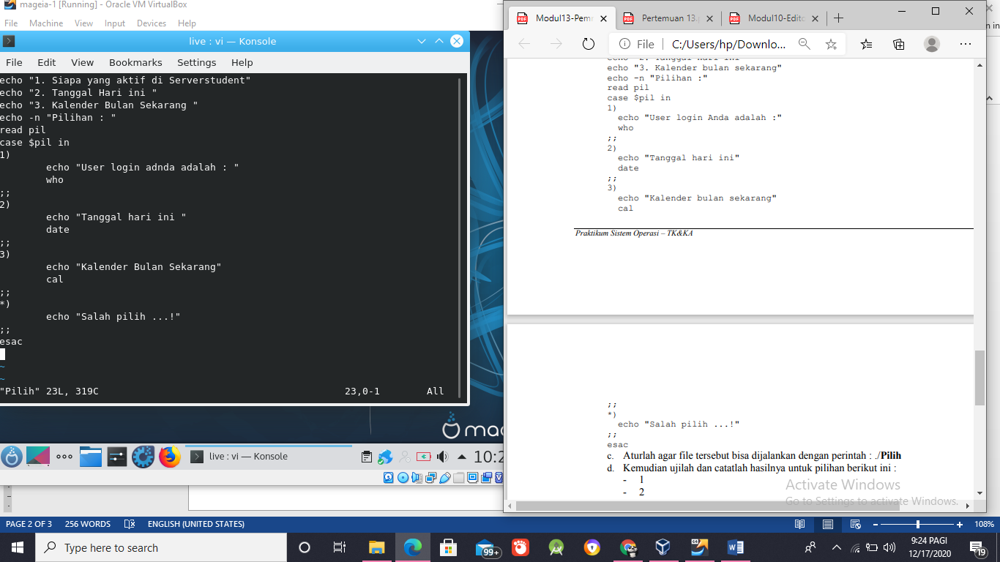 mageia-1 [Running] - Oracle VM VirtualBox
File Machine View Input Devices Help
live : vi — Konsole
File Edit View Bookmarks Settings Help
echo "1. Siapa yang aktif di Serverstudent"
echo "2. Tanggal Hari ini "
echo "3. Kalender Bulan Sekarang "
echo -n "Pilihan : "
read pil
case $pil in
1)
echo "User login adnda adalah : "
who
;;
2)
echo "Tanggal hari ini "
date
;;
3)
echo "Kalender Bulan Sekarang"
cal
;;
*)
echo "Salah pilih ...!"
;;
esac
~
~
"Pilih" 23L, 319C 23,0-1 All
live : vi — Konsole
Modul13-Pem
Pertemuan 13.
Modul10-Edito
File C:/Users/hp/Downlo...
echo "2. Tanggal hari ini"
echo "3. Kalender bulan sekarang"
echo -n "Pilihan :"
read pil
case $pil in
1)
echo "User login Anda adalah :"
who
;;
2)
echo "Tanggal hari ini"
date
;;
3)
echo "Kalender bulan sekarang"
cal
Praktikum Sistem Operasi – TK&KA
;;
*)
echo "Salah pilih ...!"
;;
esac
c. Aturlah agar file tersebut bisa dijalankan dengan perintah : ./Pilih
d. Kemudian ujilah dan catatlah hasilnya untuk pilihan berikut ini :
- 1
- 2
Activate Windows
Go to Settings to activate Windows.
n in
PAGE 2 OF 3 256 WORDS ENGLISH (UNITED STATES) 108%
Type here to search
99+
9:24 PAGI
12/17/2020
19